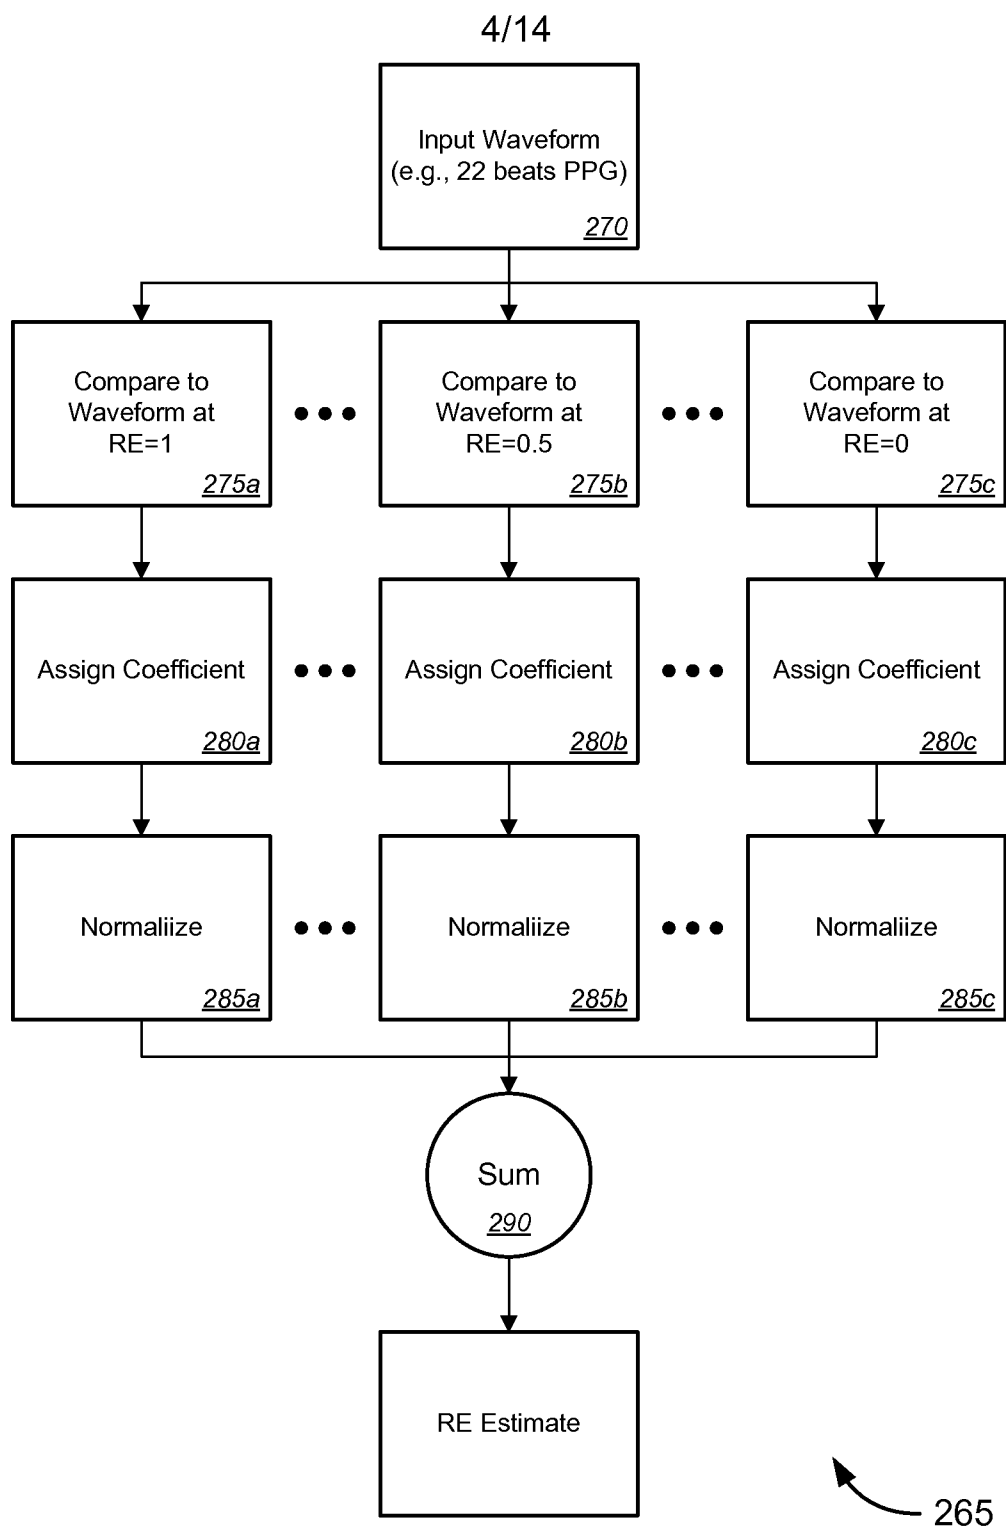 4/14
Input Waveform
(e.g., 22 beats PPG)
270
Compare to
Waveform at
RE=1
275a
Compare to
Waveform at
RE=0.5
275b
Compare to
Waveform at
RE=0
275c
Assign Coefficient
280a
Assign Coefficient
280b
Assign Coefficient
280c
Normaliize
285a
Normaliize
285b
Normaliize
285c
Sum
290
RE Estimate
265